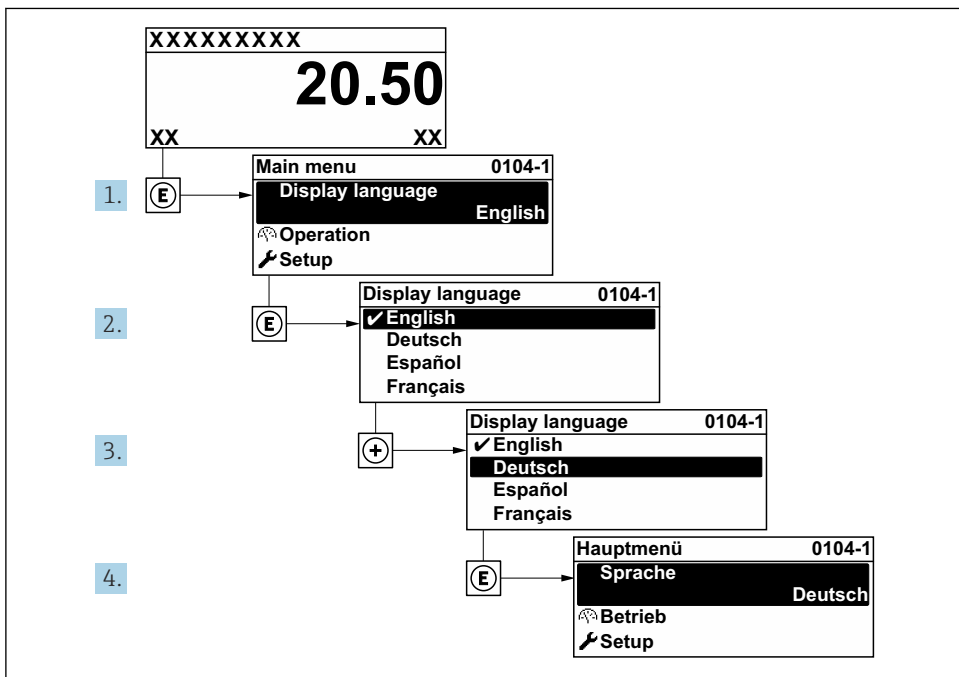 XXXXXXXXX
20.50
XX XX
1. E
Main menu 0104-1
Display language
English
Operation
Setup
2. E
Display language 0104-1
✔English
Deutsch
Español
Français
3. +
Display language 0104-1
✔English
Deutsch
Español
Français
4. E
Hauptmenü 0104-1
Sprache
Deutsch
Betrieb
Setup